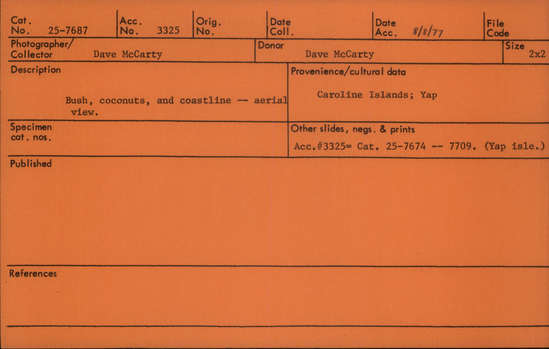 Cat. No. 25-7687 Acc. No. 3325 Orig. No. Date Coll. Date Acc. 8/8/77 File Code
Photographer/ Collector Dave McCarty Donor Dave McCarty Size 2x2
Description Provenience/cultural data
Bush, coconuts, and coastline -- aerial Caroline Islands; Yap
view.
Specimen cat. nos. Other slides, negs. & prints
Acc.#3325= Cat. 25-7674 -- 7709. (Yap isle.)
Published
References